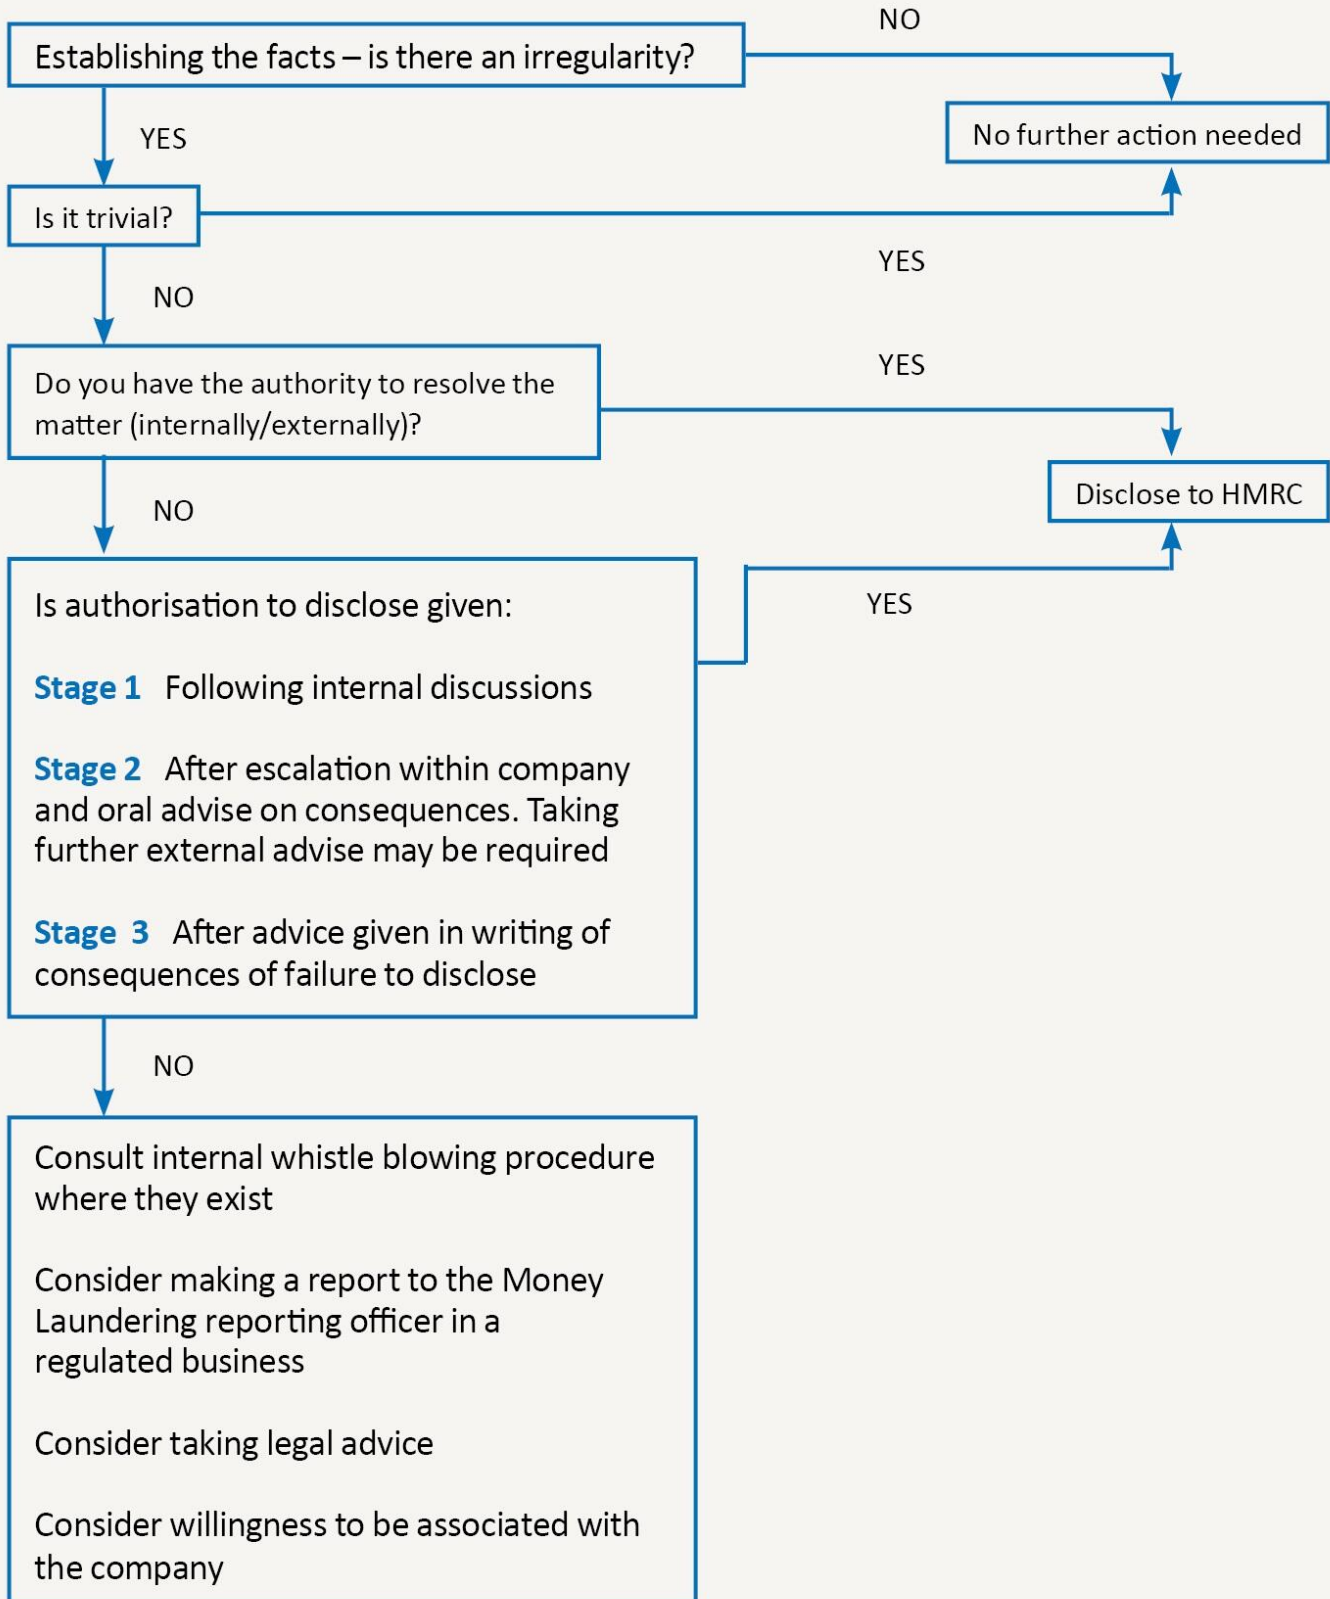 NO
Establishing the facts – is there an irregularity?
No further action needed
YES
Is it trivial?
YES
NO
YES
Do you have the authority to resolve the
matter (internally/externally)?
Disclose to HMRC
NO
Is authorisation to disclose given:
YES
Stage 1 Following internal discussions
Stage 2 After escalation within company
and oral advise on consequences. Taking
further external advise may be required
Stage 3 After advice given in writing of
consequences of failure to disclose
NO
Consult internal whistle blowing procedure
where they exist
Consider making a report to the Money
Laundering reporting officer in a
regulated business
Consider taking legal advice
Consider willingness to be associated with
the company